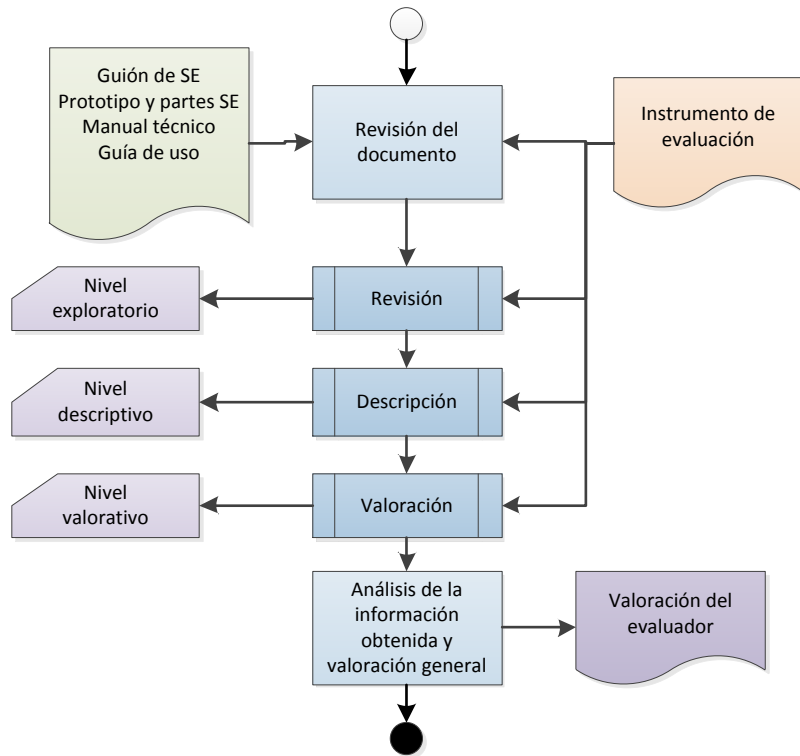 Guión de SE
Prototipo y partes SE
Manual técnico
Guía de uso
Revisión del
documento
Instrumento de
evaluación
Nivel
exploratorio
Revisión
Nivel
descriptivo
Descripción
Nivel
valorativo
Valoración
Análisis de la
información
obtenida y
valoración general
Valoración del
evaluador